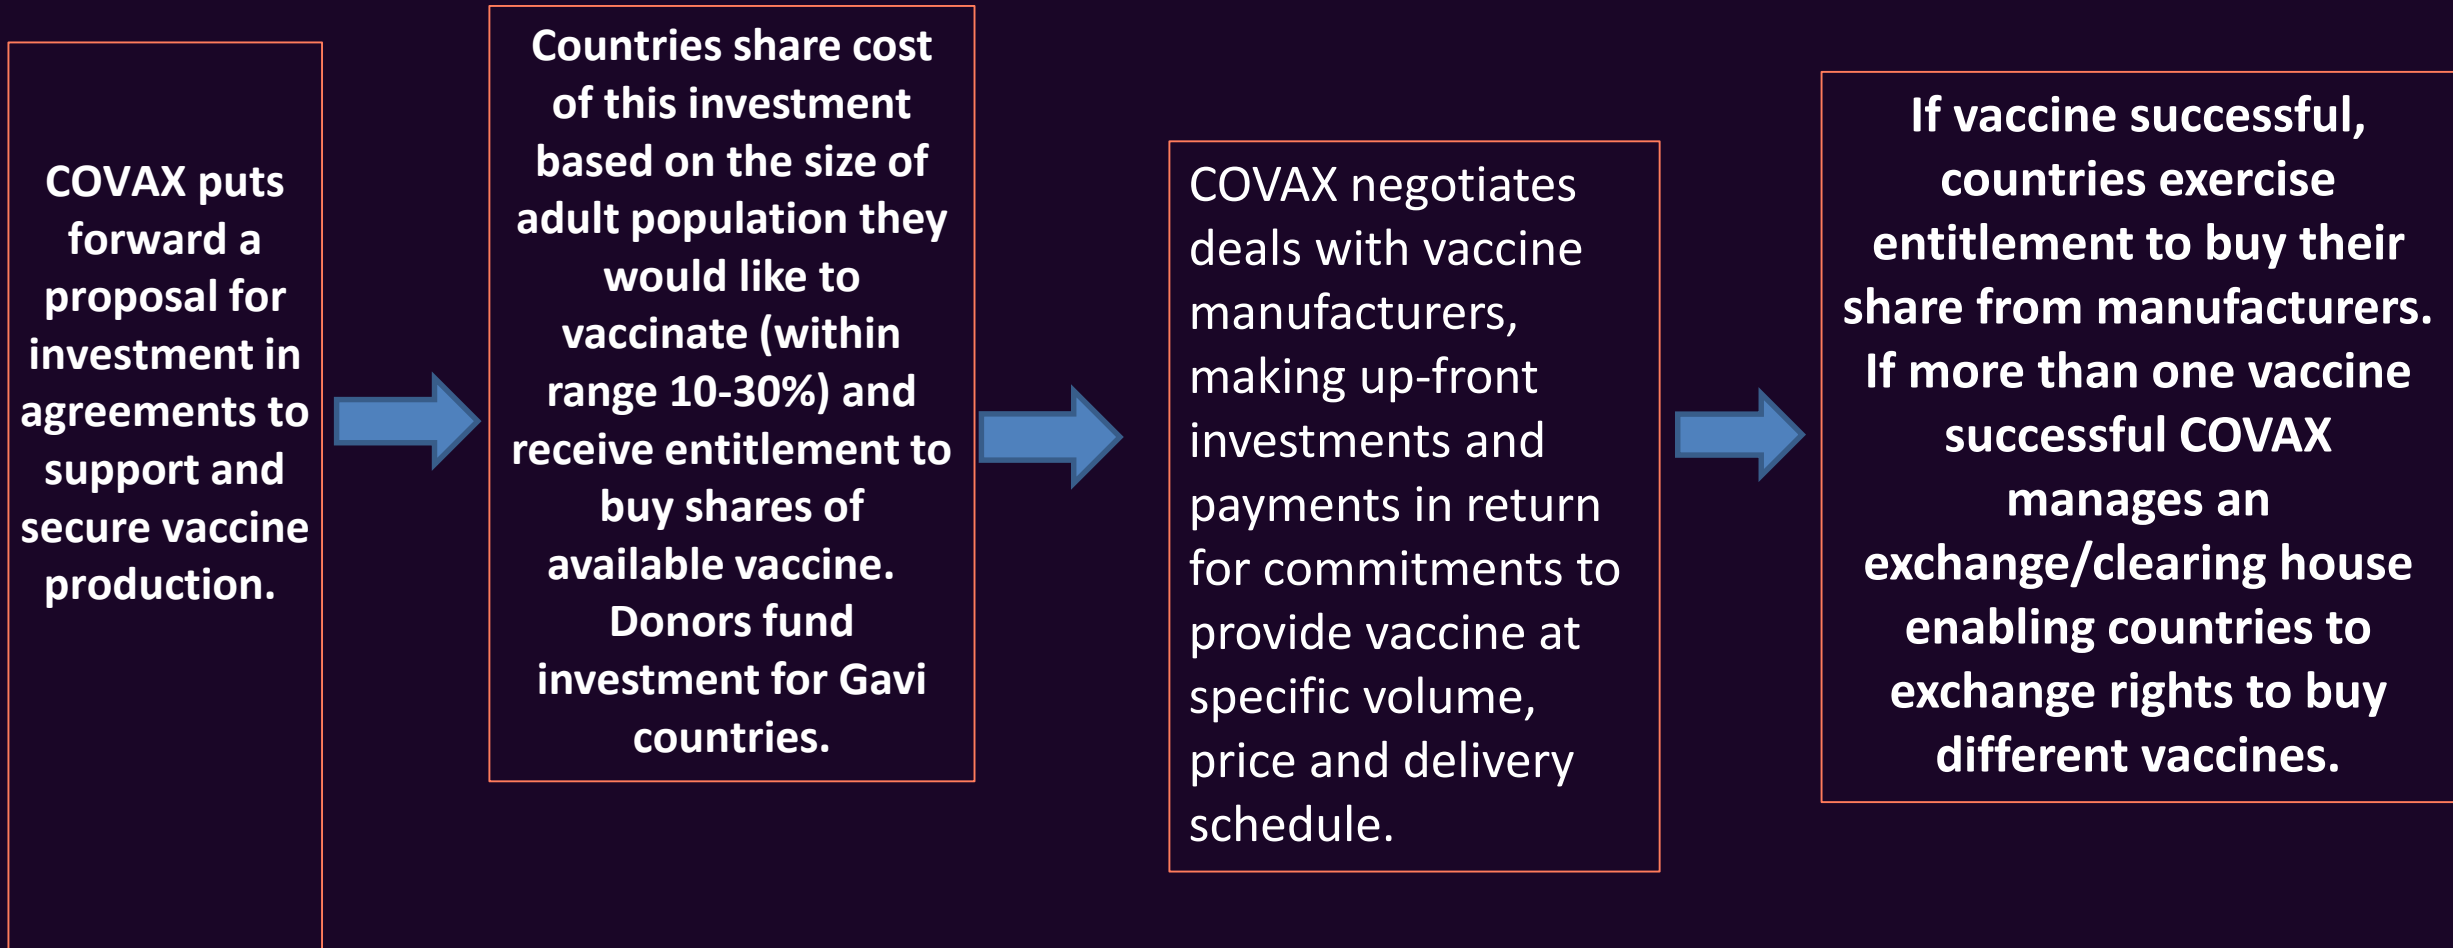 COVAX puts
forward a
proposal for
investment in
agreements to
support and
secure vaccine
production.
Countries share cost
of this investment
based on the size of
adult population they
would like to
vaccinate (within
range 10-30%) and
receive entitlement to
buy shares of
available vaccine.
Donors fund
investment for Gavi
countries.
COVAX negotiates
deals with vaccine
manufacturers,
making up-front
investments and
payments in return
for commitments to
provide vaccine at
specific volume,
price and delivery
schedule.
If vaccine successful,
countries exercise
entitlement to buy their
share from manufacturers.
If more than one vaccine
successful COVAX
manages an
exchange/clearing house
enabling countries to
exchange rights to buy
different vaccines.